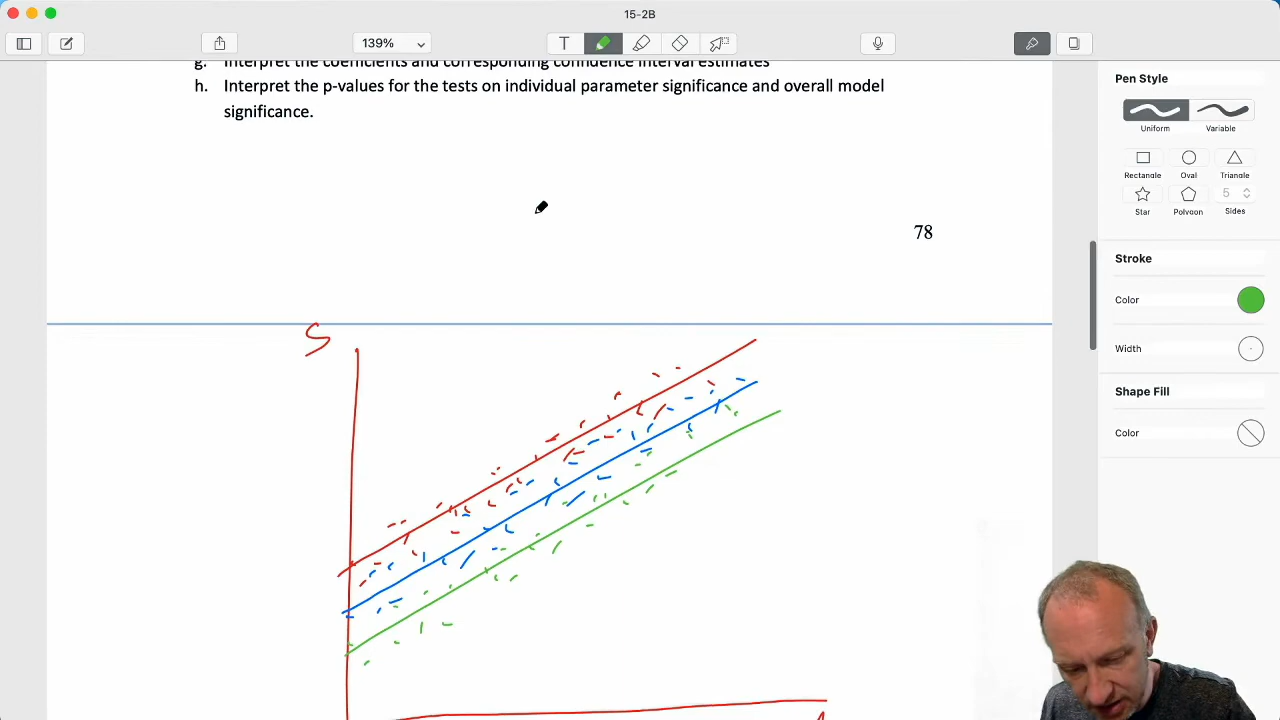 15-2B
139%
T
Pen Style
g. Interpret the coefficients and corresponding confidence interval estimates
h. Interpret the p-values for the tests on individual parameter significance and overall model
significance.
Uniform
Variable
Rectangle
Oval
Triangle
5
Star
Polygon
Sides
78
Stroke
Color
S
Width
Shape Fill
Color